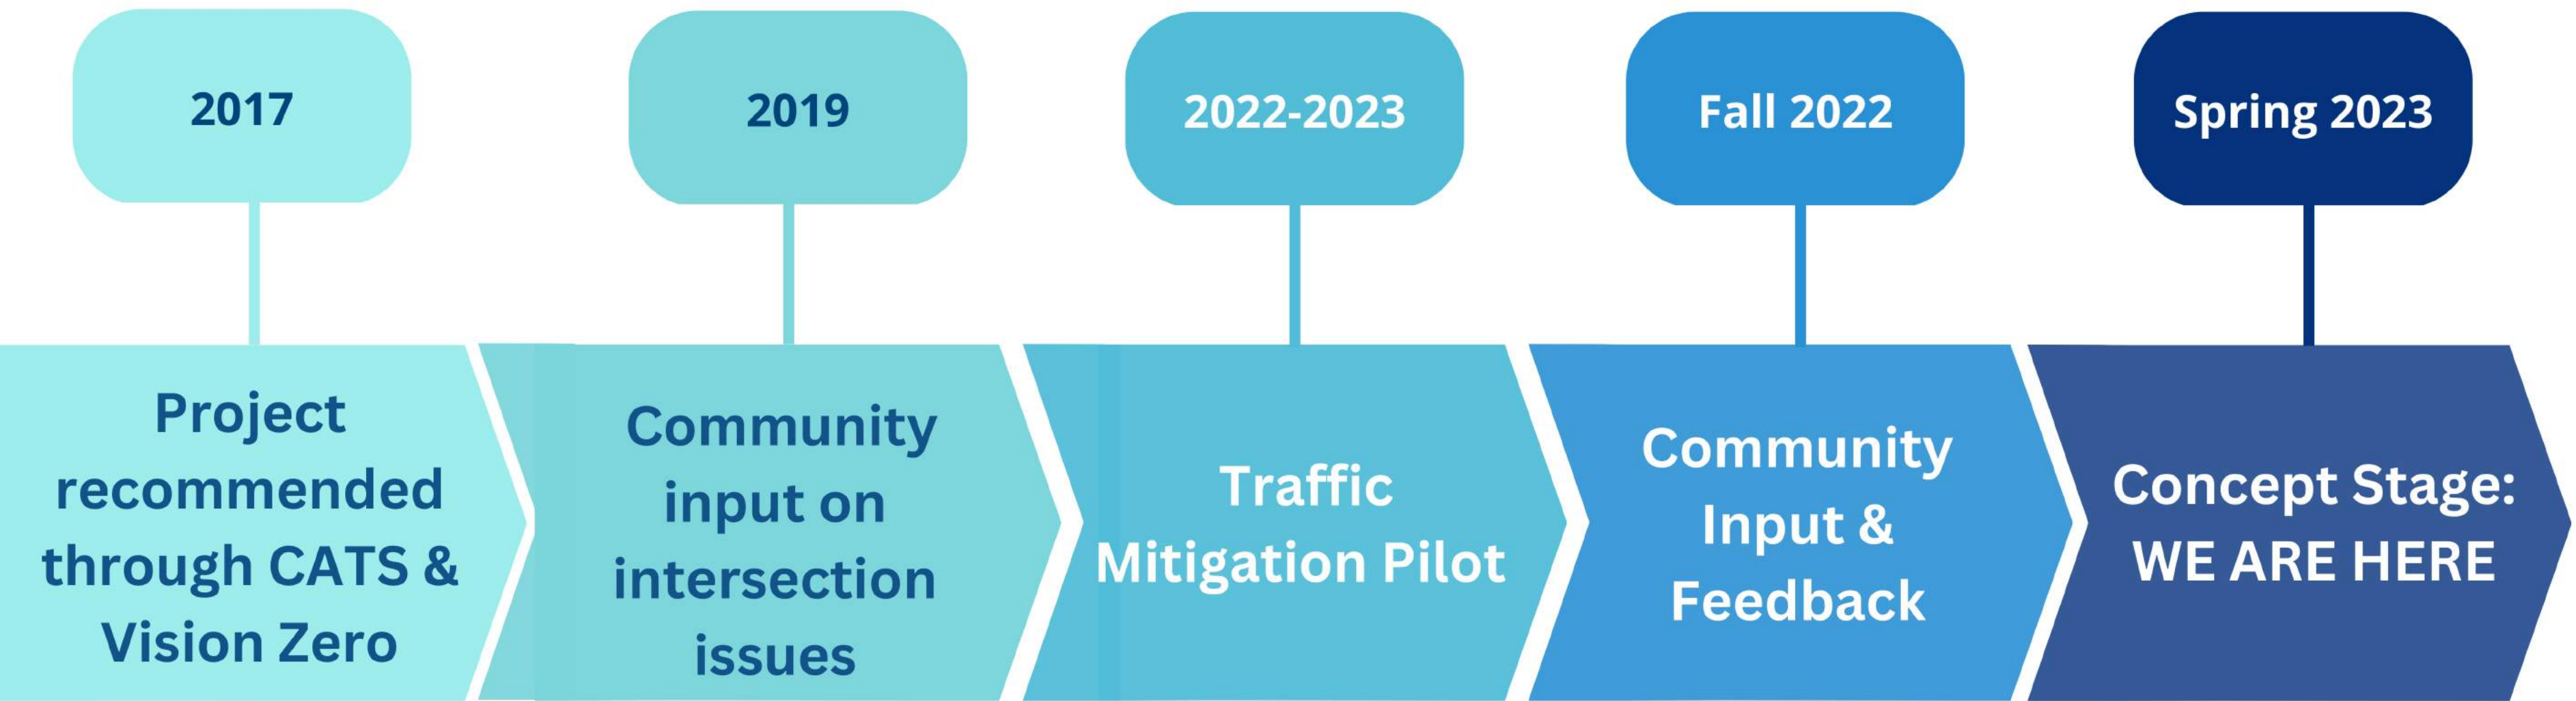 2017
Project
recommended
through CATS &
Vision Zero
2019
Community
input on
intersection
issues
2022-2023
Traffic
Mitigation Pilot
Fall 2022
Community
Input &
Feedback
Spring 2023
Concept Stage:
WE ARE HERE